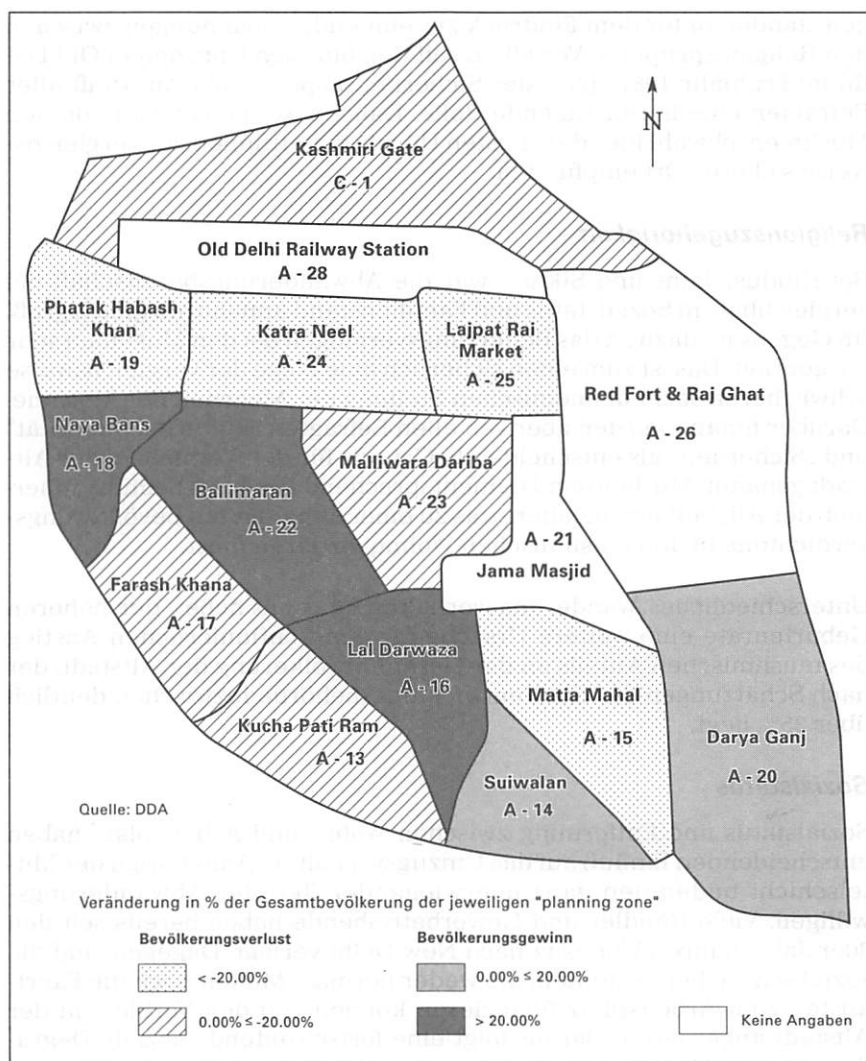 N
Kashmiri Gate
C - 1
Old Delhi Railway Station
A - 28
Phatak Habash
Khan
A - 19
Katra Neel
A - 24
Lajpat Rai
Market
A - 25
Red Fort & Raj Ghat
A - 26
Naya Bans
A - 18
Ballimaran
A - 22
Malliwara Dariba
A - 23
A - 21
Jama Masjid
Farash Khana
A - 17
Lal Darwaza
A - 16
Matia Mahal
A - 15
Kucha Pati Ram
A - 13
Darya Ganj
A - 20
Suiwalan
A - 14
Quelle: DDA
Veränderung in % der Gesamtbevölkerung der jeweiligen "planning zone"
Bevölkerungsverlust
< -20.00%
0.00% ≤ -20.00%
Bevölkerungsgewinn
0.00% ≤ 20.00%
> 20.00%
Keine Angaben